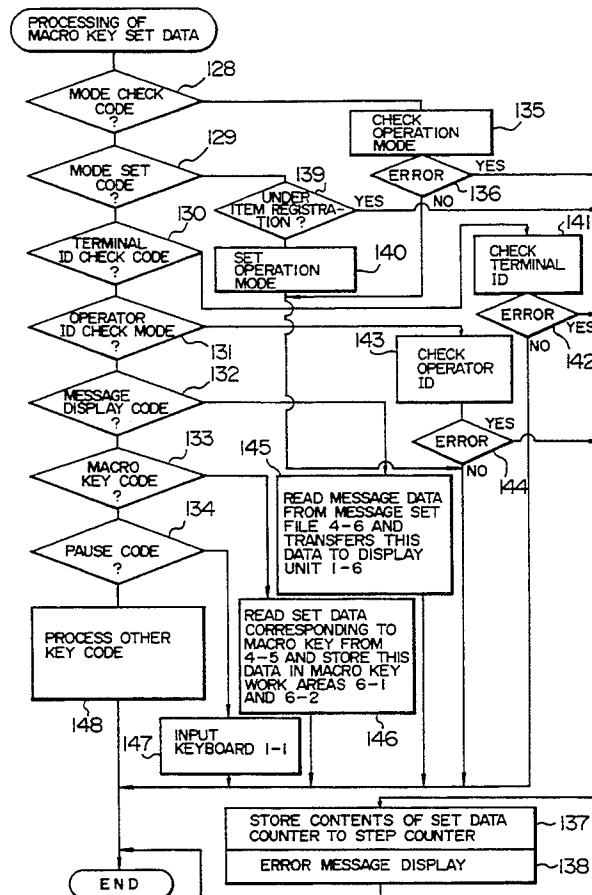 PROCESSING OF
MACRO KEY SET DATA
128
MODE CHECK
CODE
?
135
CHECK
OPERATION
MODE
129
MODE SET
CODE
?
ERROR
YES
136
NO
139
UNDER
ITEM REGISTRA-
TION ?
YES
130
TERMINAL
ID CHECK CODE
?
SET
OPERATION
MODE
140
141
CHECK
TERMINAL
ID
OPERATOR
ID CHECK MODE
?
131
143
CHECK
OPERATOR
ID
ERROR
YES
NO
142
132
MESSAGE
DISPLAY CODE
?
ERROR
YES
NO
144
133
MACRO
KEY CODE
?
145
READ MESSAGE DATA
FROM MESSAGE SET
FILE 4-6 AND
TRANSFERS THIS
DATA TO DISPLAY
UNIT 1-6
134
PAUSE CODE
?
PROCESS OTHER
KEY CODE
148
READ SET DATA
CORRESPONDING TO
MACRO KEY FROM
4-5 AND STORE THIS
DATA IN MACRO KEY
WORK AREAS 6-1
AND 6-2
146
147
INPUT
KEYBOARD 1-1
STORE CONTENTS OF SET DATA
COUNTER TO STEP COUNTER
137
ERROR MESSAGE DISPLAY
138
END